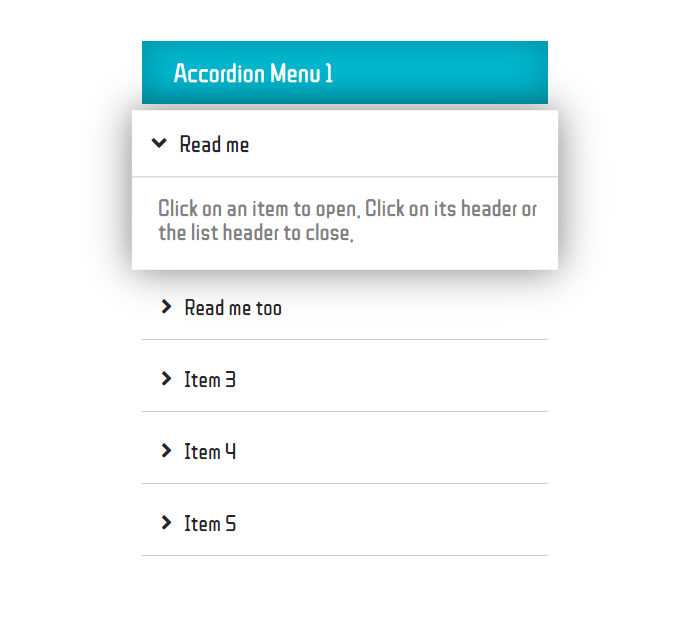 Accordion Menu 1
Read me
Click on an item to open. Click on its header or
the list header to close.
Read me too
Item 3
Item 4
Item 5